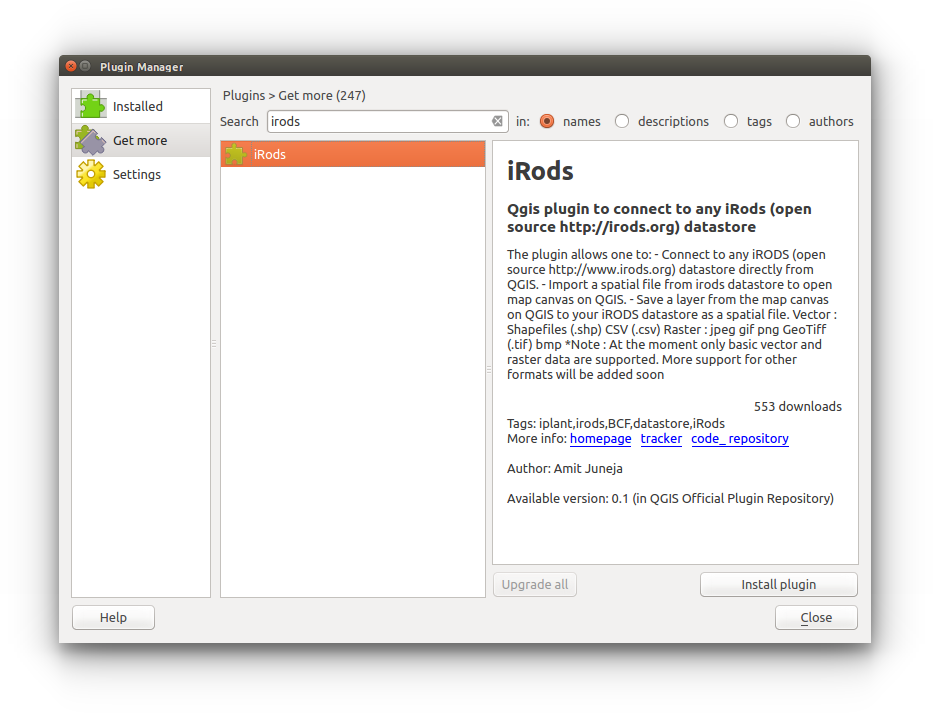 Plugin Manager
Installed
Get more
Settings
Plugins > Get more (247)
Search irods in: names descriptions tags authors
iRods
iRods
Qgis plugin to connect to any iRods (open
source http://irods.org) datastore
The plugin allows one to: - Connect to any iRODS (open
source http://www.irods.org) datastore directly from
QGIS. - Import a spatial file from irods datastore to open
map canvas on QGIS. - Save a layer from the map canvas
on QGIS to your iRODS datastore as a spatial file. Vector :
Shapefiles (.shp) CSV (.csv) Raster : jpeg gif png GeoTiff
(.tif) bmp *Note : At the moment only basic vector and
raster data are supported. More support for other
formats will be added soon
553 downloads
Tags: iplant,irods,BCF,datastore,iRods
More info: homepage tracker code_ repository
Author: Amit Juneja
Available version: 0.1 (in QGIS Official Plugin Repository)
Upgrade all
Install plugin
Help
Close